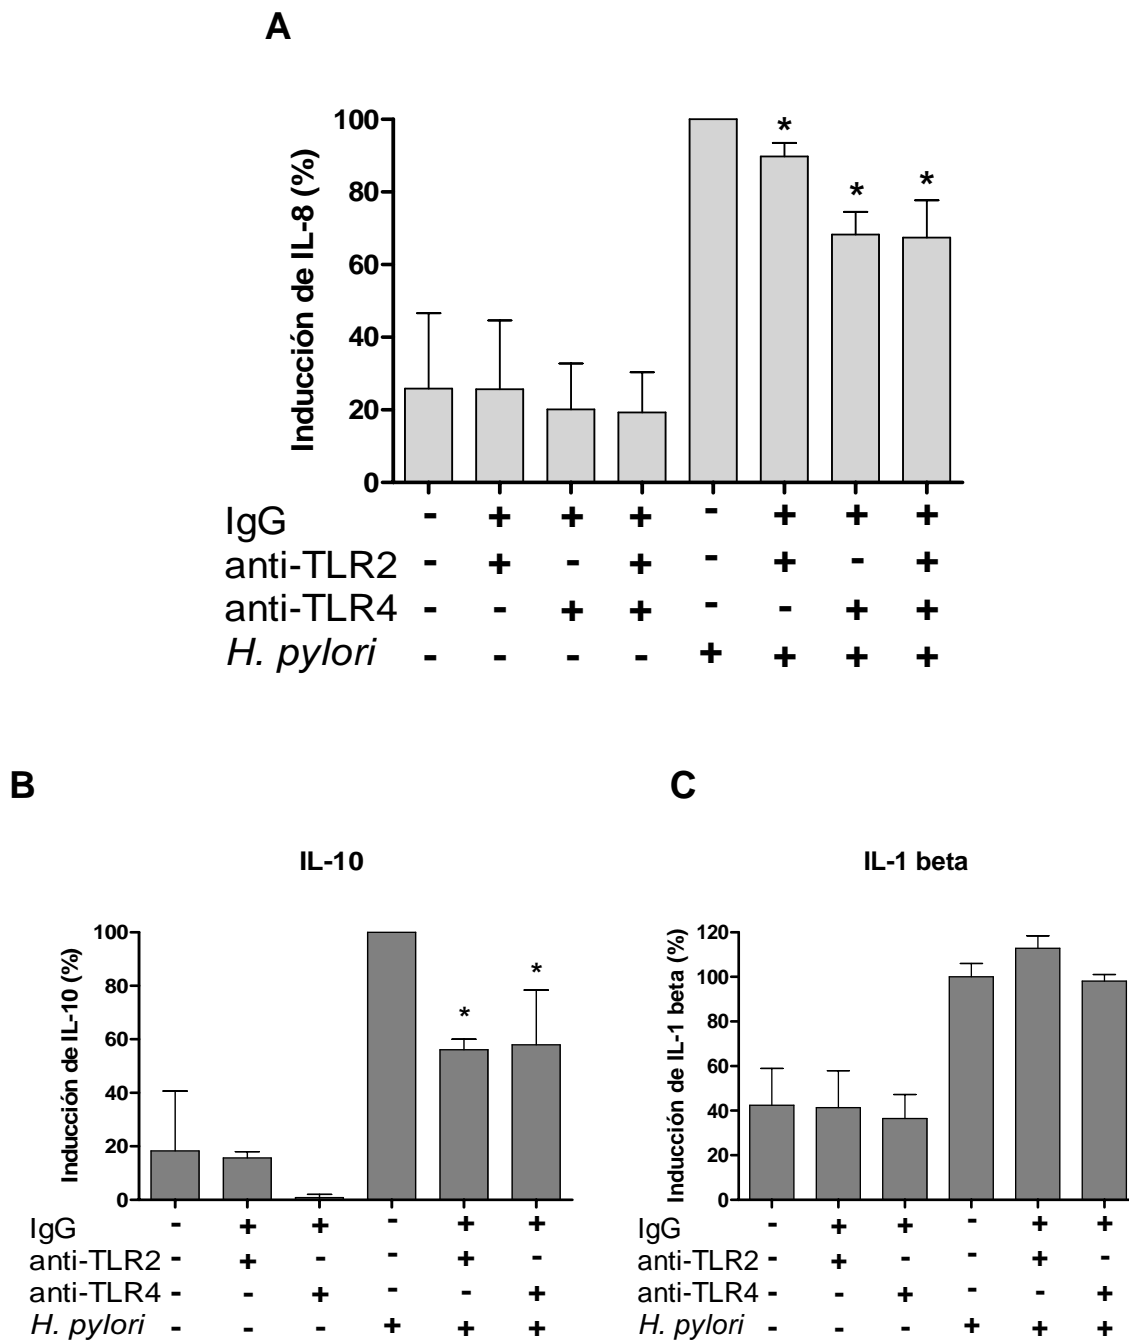 A
Inducción de IL-8 (%)
100
80
60
40
20
0
*
*
*
IgG - + + + - + + +
anti-TLR2 - + - + - + - +
anti-TLR4 - - + + - - + +
H. pylori - - - - + + + +
B
IL-10
Inducción de IL-10 (%)
100
80
60
40
20
0
*
*
IgG - + + - + +
anti-TLR2 - + - - + -
anti-TLR4 - - + - - +
H. pylori - - - + + +
C
IL-1 beta
Inducción de IL-1 beta (%)
120
100
80
60
40
20
0
IgG - + + - + +
anti-TLR2 - + - - + -
anti-TLR4 - - + - - +
H. pylori - - - + + +